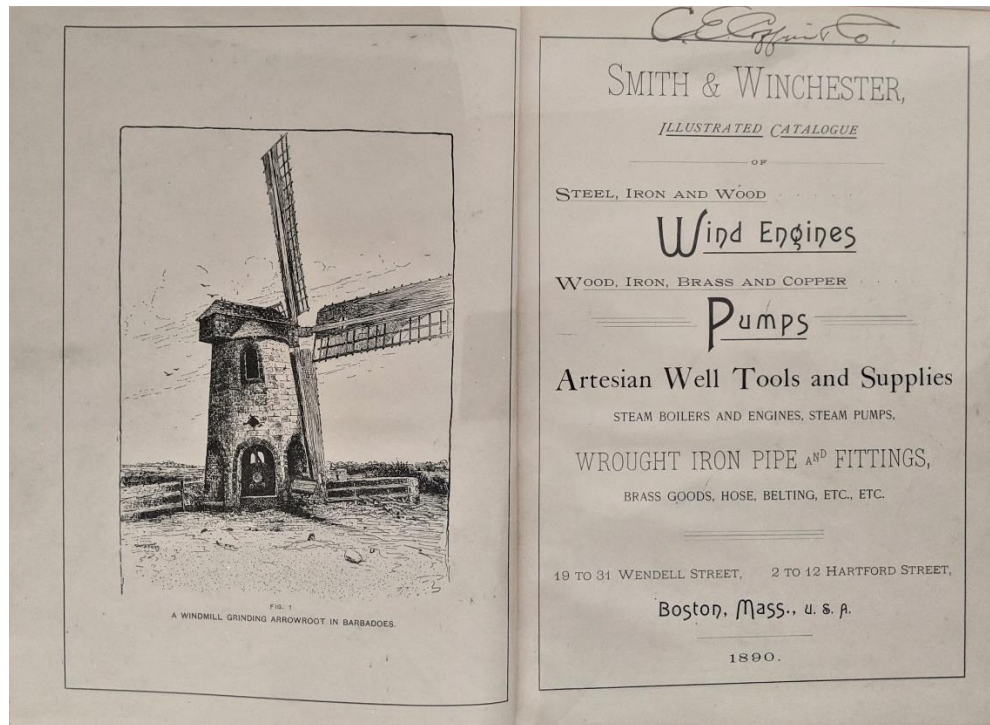 FIG. 1
A WINDMILL GRINDING ARROWROOT IN BARBADOES.
C. E. Coffin & Co.
SMITH & WINCHESTER,
ILLUSTRATED CATALOGUE
OF
STEEL, IRON AND WOOD
Wind Engines
WOOD, IRON, BRASS AND COPPER
Pumps
Artesian Well Tools and Supplies
STEAM BOILERS AND ENGINES, STEAM PUMPS,
WROUGHT IRON PIPE AND FITTINGS,
BRASS GOODS, HOSE, BELTING, ETC., ETC.
19 TO 31 WENDELL STREET, 2 TO 12 HARTFORD STREET,
Boston, Mass., U. S. A.
1890.